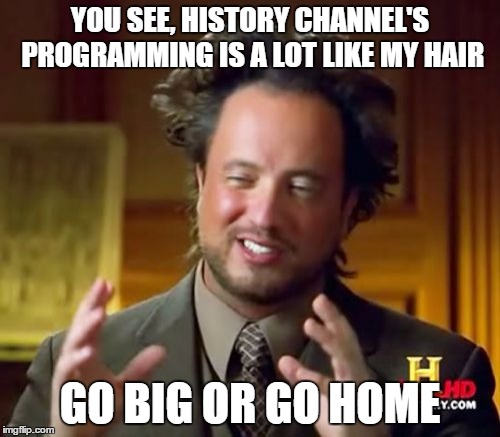 YOU SEE, HISTORY CHANNEL'S
PROGRAMMING IS A LOT LIKE MY HAIR
H
HD
Y.COM
GO BIG OR GO HOME
imgflip.com